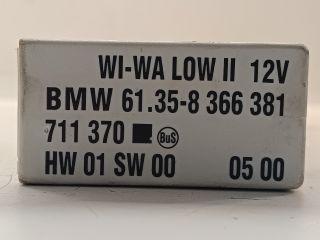 WI-WA LOW II 12V
BMW 61.35-8 366 381
711 370 BuS
HW 01 SW 00 05 00